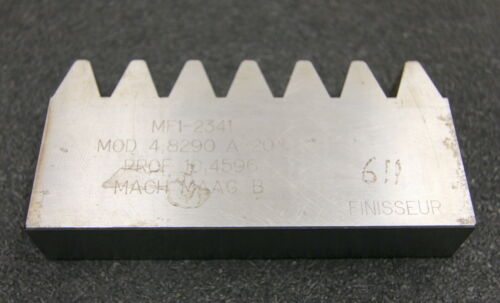 MF1-2341
MOD 4,8290 A 20°
PROF 10,4596
MACH MAAG B
611
FINISSEUR